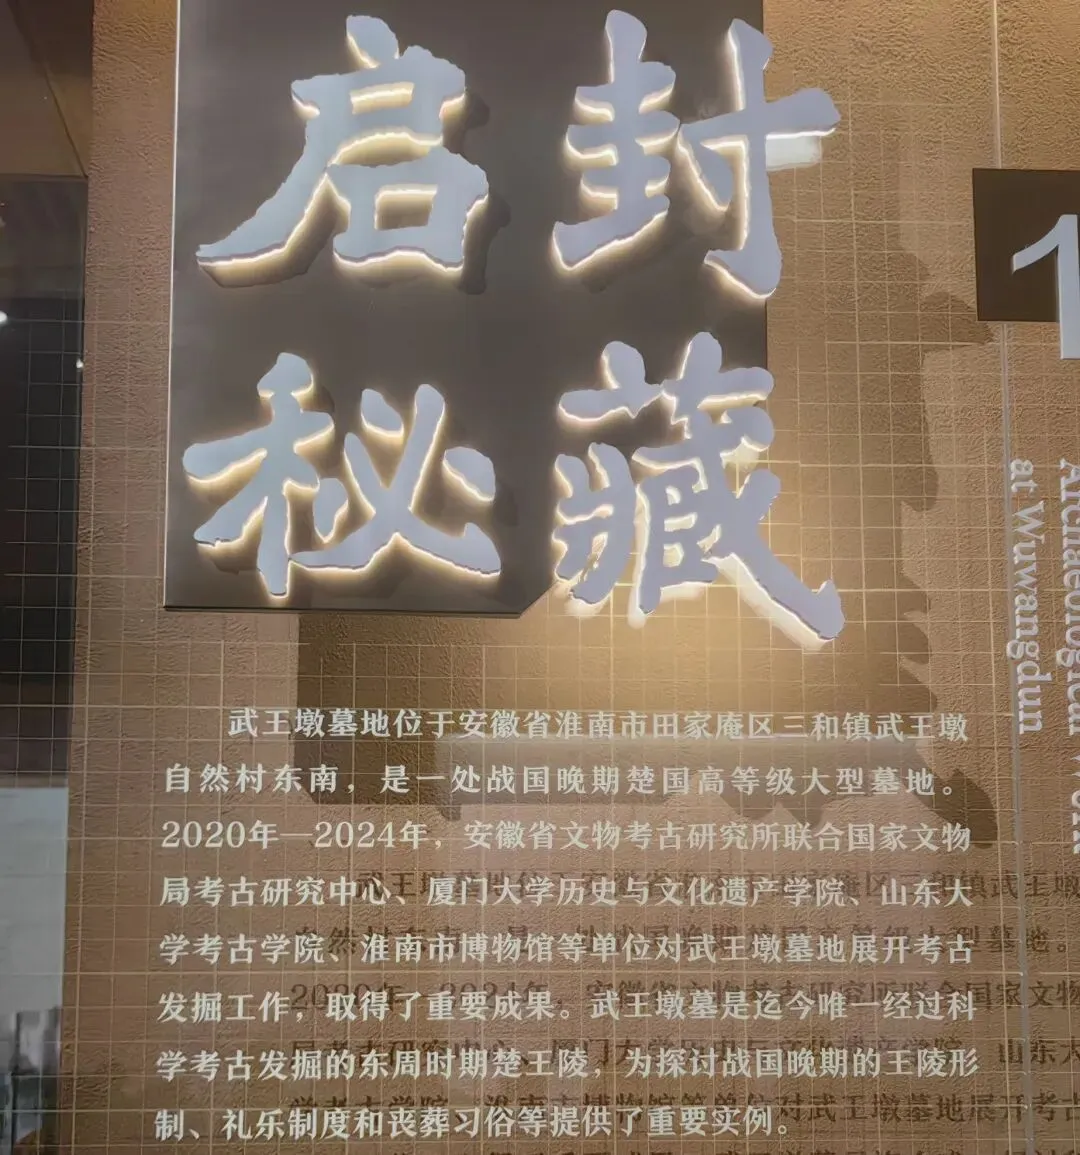 启封
秘藏
武王墩墓地位于安徽省淮南市田家庵区三和镇武王墩
自然村东南，是一处战国晚期楚国高等级大型墓地。
2020年—2024年，安徽省文物考古研究所联合国家文物
局考古研究中心、厦门大学历史与文化遗产学院、山东大
学考古学院、淮南市博物馆等单位对武王墩墓地展开考古
发掘工作，取得了重要成果。武王墩墓是迄今唯一经过科
学考古发掘的东周时期楚王陵，为探讨战国晚期的王陵形
制、礼乐制度和丧葬习俗等提供了重要实例。
1
Archaeological Work
at Wuwangdun